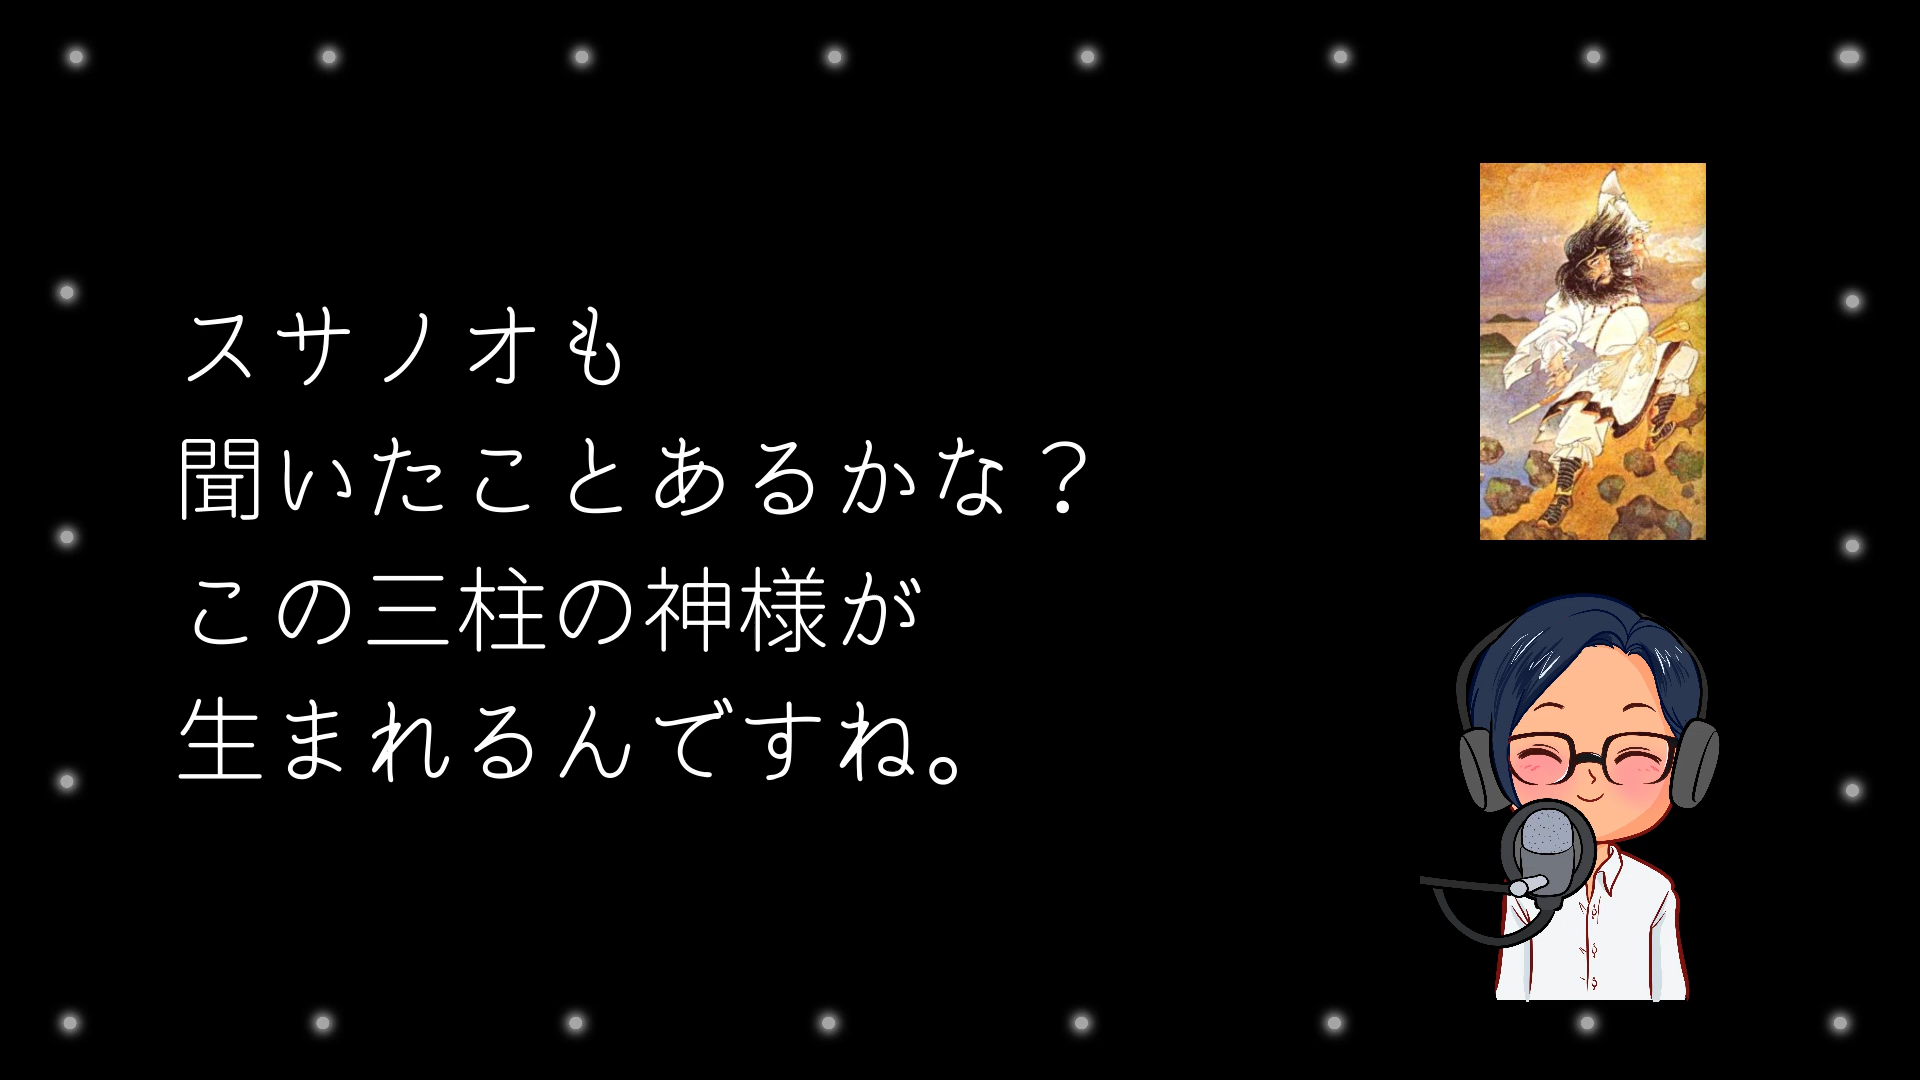 スサノオも
聞いたことあるかな？
この三柱の神様が
生まれるんですね。